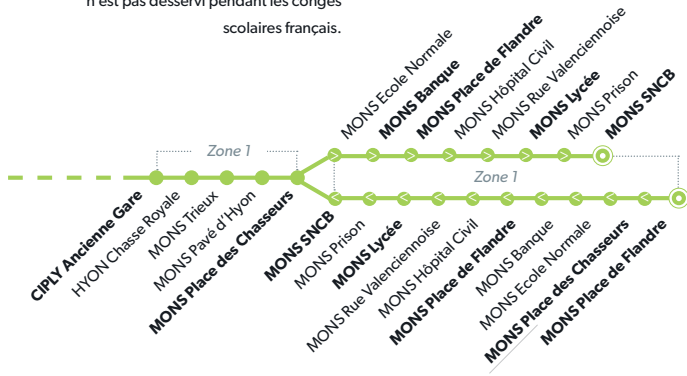 n'est pas desservi pendant les congés
scolaires français.
MONS Ecole Normale
MONS Banque
MONS Place de Flandre
MONS Hôpital Civil
MONS Rue Valenciennoise
MONS Lycée
MONS Prison
MONS SNCB
Zone 1
Zone 1
CIPLY Ancienne Gare
HYON Chasse Royale
MONS Trieux
MONS Pavé d'Hyon
MONS Place des Chasseurs
MONS SNCB
MONS Prison
MONS Lycée
MONS Rue Valenciennoise
MONS Hôpital Civil
MONS Place de Flandre
MONS Banque
MONS Ecole Normale
MONS Place des Chasseurs
MONS Place de Flandre